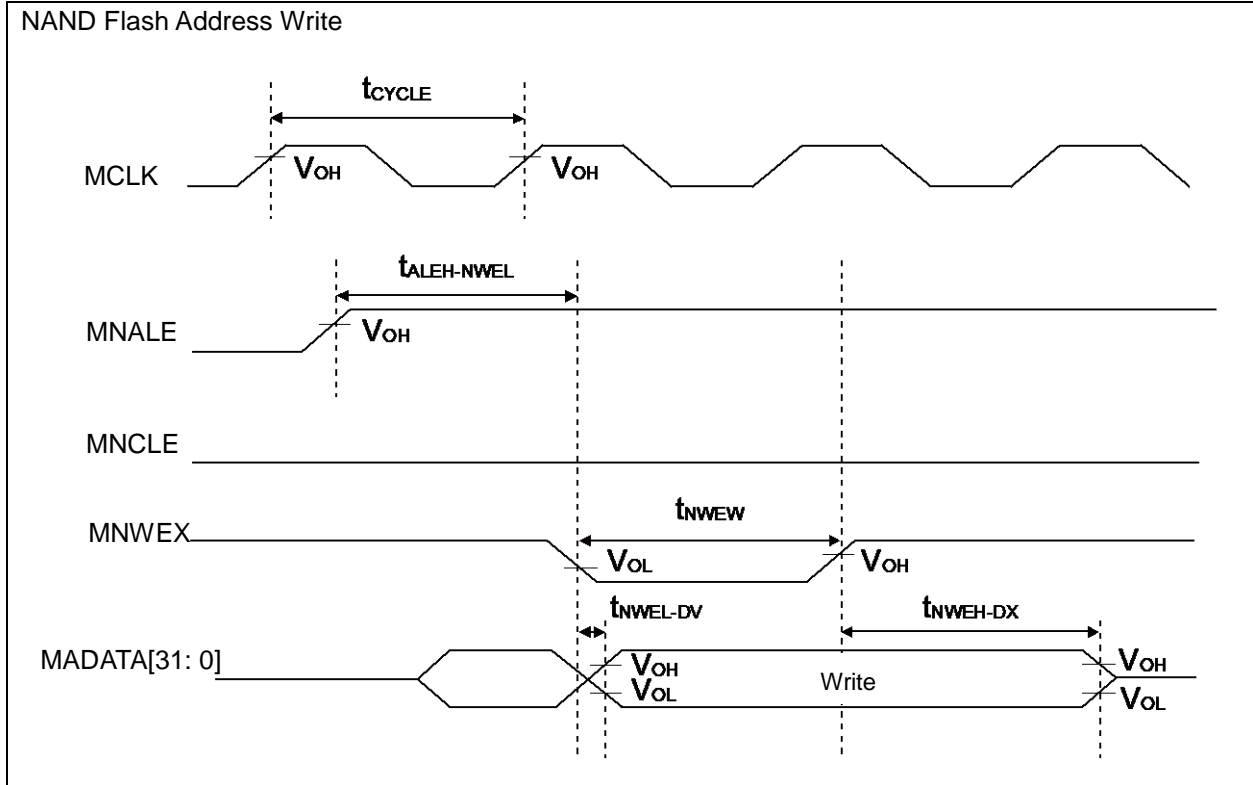 NAND Flash Address Write
tCYCLE
MCLK
VOH
VOH
tALEH-NWEL
MNALE
VOH
MNCLE
tNWEW
MNWEX
VOL
VOH
tNWEL-DV
tNWEH-DX
MADATA[31: 0]
VOH
VOL
Write
VOH
VOL